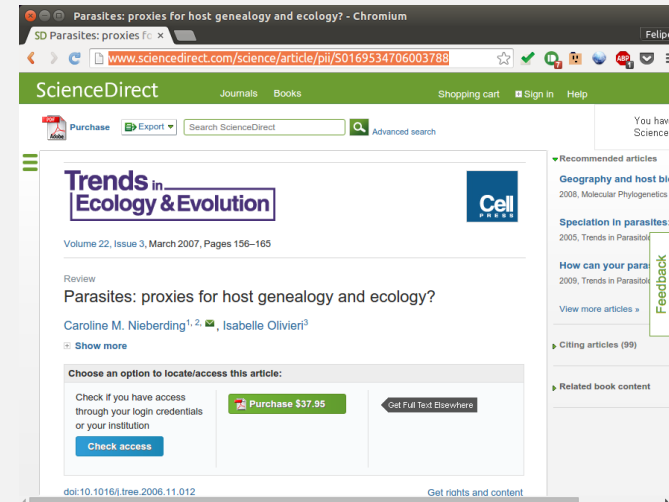 Parasites: proxies for host genealogy and ecology? - Chromium
SD Parasites: proxies fo ×
Felipe
www.sciencedirect.com/science/article/pii/S0169534706003788
ABP
ScienceDirect
Journals Books Shopping cart Sign in Help
PDF
Adobe
Purchase Export Search ScienceDirect Advanced search
You hav
Science
Trends in
Ecology & Evolution
Cell
PRESS
Volume 22, Issue 3, March 2007, Pages 156–165
Review
Parasites: proxies for host genealogy and ecology?
Caroline M. Nieberding1, 2, , Isabelle Olivieri3
Show more
Choose an option to locate/access this article:
Check if you have access
through your login credentials
or your institution
Check access
Purchase $37.95
Get Full Text Elsewhere
doi:10.1016/j.tree.2006.11.012
Get rights and content
Recommended articles
Geography and host bi
2008, Molecular Phylogenetics
Speciation in parasites:
2005, Trends in Parasitol
How can your para
2009, Trends in Parasitol
View more articles »
Citing articles (99)
Related book content
Feedback